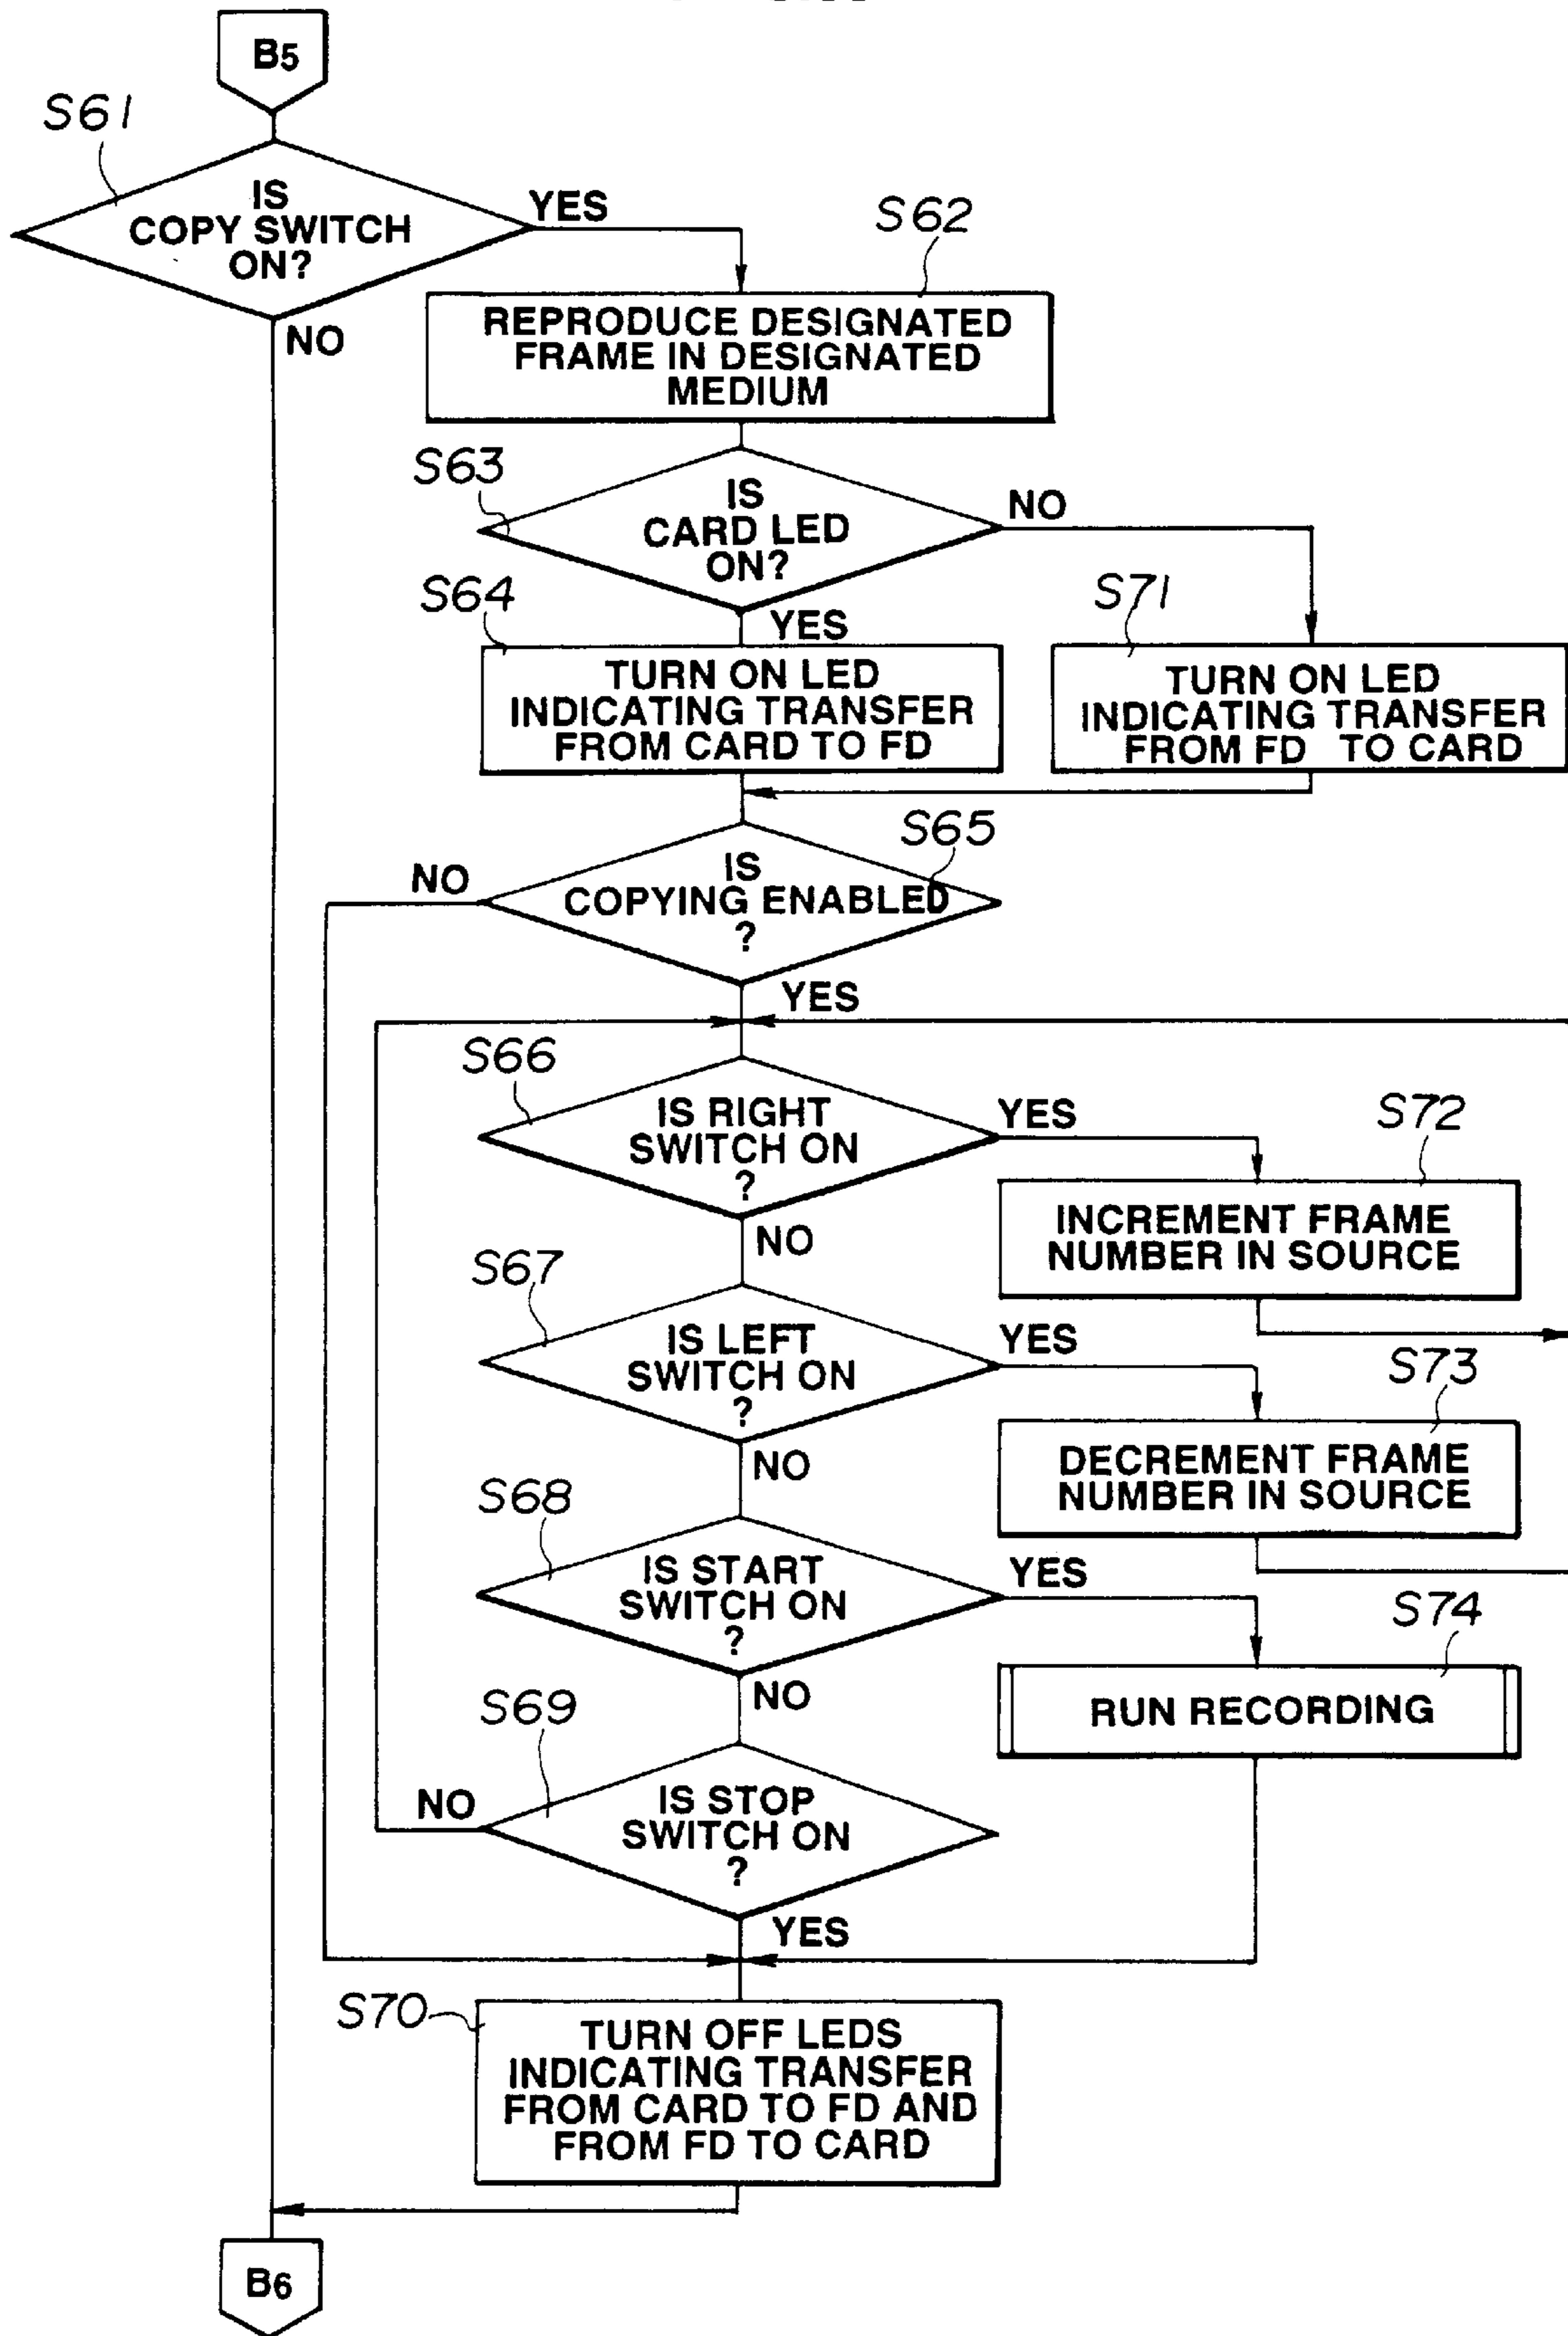 B5
S61
IS
COPY SWITCH
ON?
YES
NO
S62
REPRODUCE DESIGNATED
FRAME IN DESIGNATED
MEDIUM
S63
IS
CARD LED
ON?
NO
YES
S64
TURN ON LED
INDICATING TRANSFER
FROM CARD TO FD
S71
TURN ON LED
INDICATING TRANSFER
FROM FD TO CARD
S65
IS
COPYING ENABLED
?
NO
YES
S66
IS RIGHT
SWITCH ON
?
YES
NO
S72
INCREMENT FRAME
NUMBER IN SOURCE
S67
IS LEFT
SWITCH ON
?
YES
NO
S73
DECREMENT FRAME
NUMBER IN SOURCE
S68
IS START
SWITCH ON
?
YES
NO
S74
RUN RECORDING
S69
IS STOP
SWITCH ON
?
NO
YES
S70
TURN OFF LEDS
INDICATING TRANSFER
FROM CARD TO FD AND
FROM FD TO CARD
B6